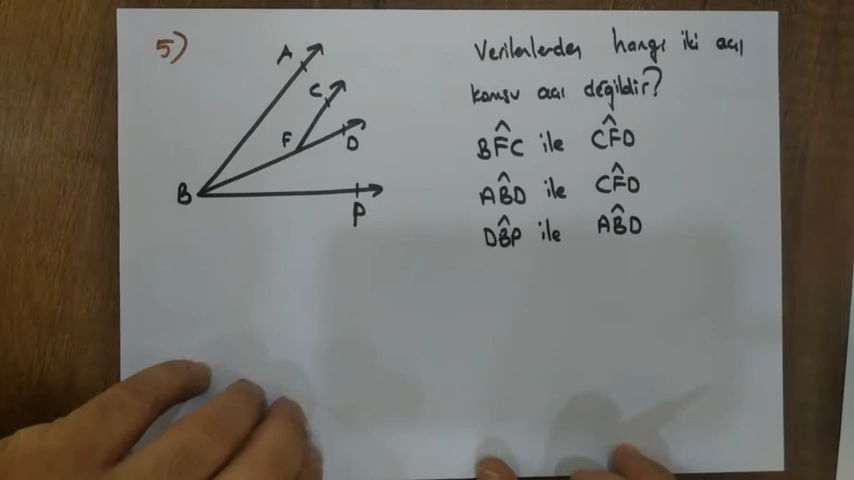 5)
A
C
F
D
B
P
Verilenlerden hangi iki açı
komşu açı değildir?
BF̂C ile CF̂D
AB̂D ile CF̂D
DB̂P ile AB̂D